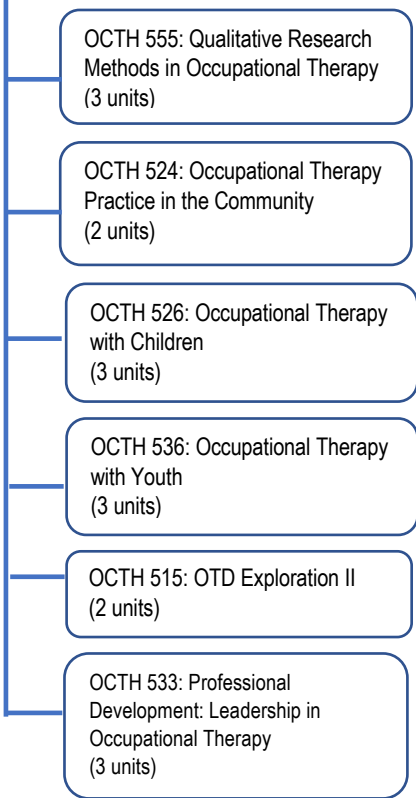 OCTH 555: Qualitative Research
Methods in Occupational Therapy
(3 units)
OCTH 524: Occupational Therapy
Practice in the Community
(2 units)
OCTH 526: Occupational Therapy
with Children
(3 units)
OCTH 536: Occupational Therapy
with Youth
(3 units)
OCTH 515: OTD Exploration II
(2 units)
OCTH 533: Professional
Development: Leadership in
Occupational Therapy
(3 units)